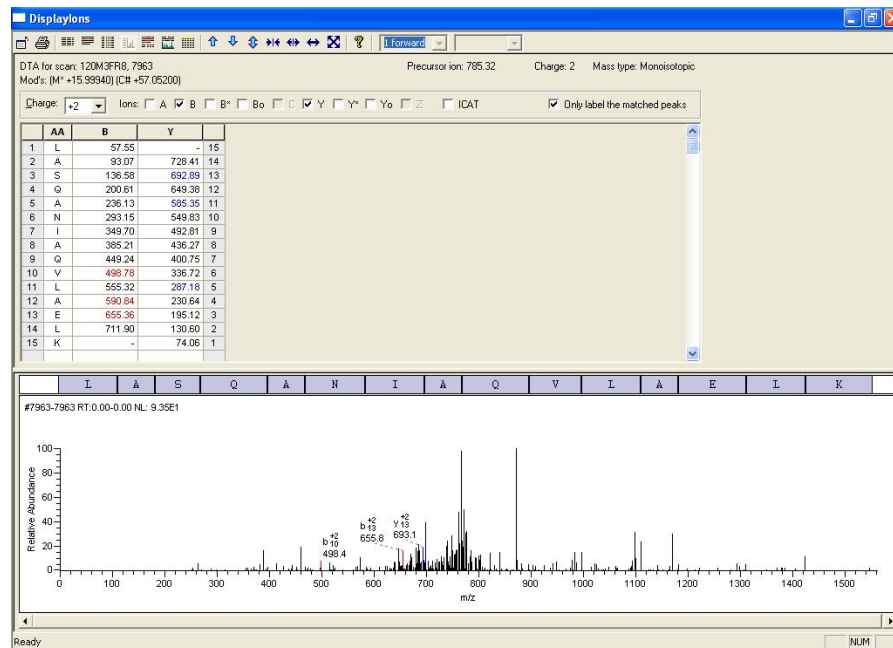 DisplayIons
1 forward
DTA for scan: 120M3FR8, 7963 Precursor ion: 785.32 Charge: 2 Mass type: Monoisotopic
Mod's: (M* +15.99940) (C# +57.05200)
Charge: +2 Ions: A B B* Bo C Y Y* Yo Z ICAT Only label the matched peaks
AA B Y
1 L 57.55 - 15
2 A 93.07 728.41 14
3 S 136.58 692.89 13
4 Q 200.61 649.38 12
5 A 236.13 585.35 11
6 N 293.15 549.83 10
7 I 349.70 492.81 9
8 A 385.21 436.27 8
9 Q 449.24 400.75 7
10 V 498.78 336.72 6
11 L 555.32 287.18 5
12 A 590.84 230.64 4
13 E 655.36 195.12 3
14 L 711.90 130.60 2
15 K - 74.06 1
L A S Q A N I A Q V L A E L K
#7963-7963 RT:0.00-0.00 NL: 9.35E1
Relative Abundance
100
80
60
40
20
0
b +2 10 498.4
b +2 13 655.8
y +2 13 693.1
0 100 200 300 400 500 600 700 800 900 1000 1100 1200 1300 1400 1500
m/z
Ready NUM